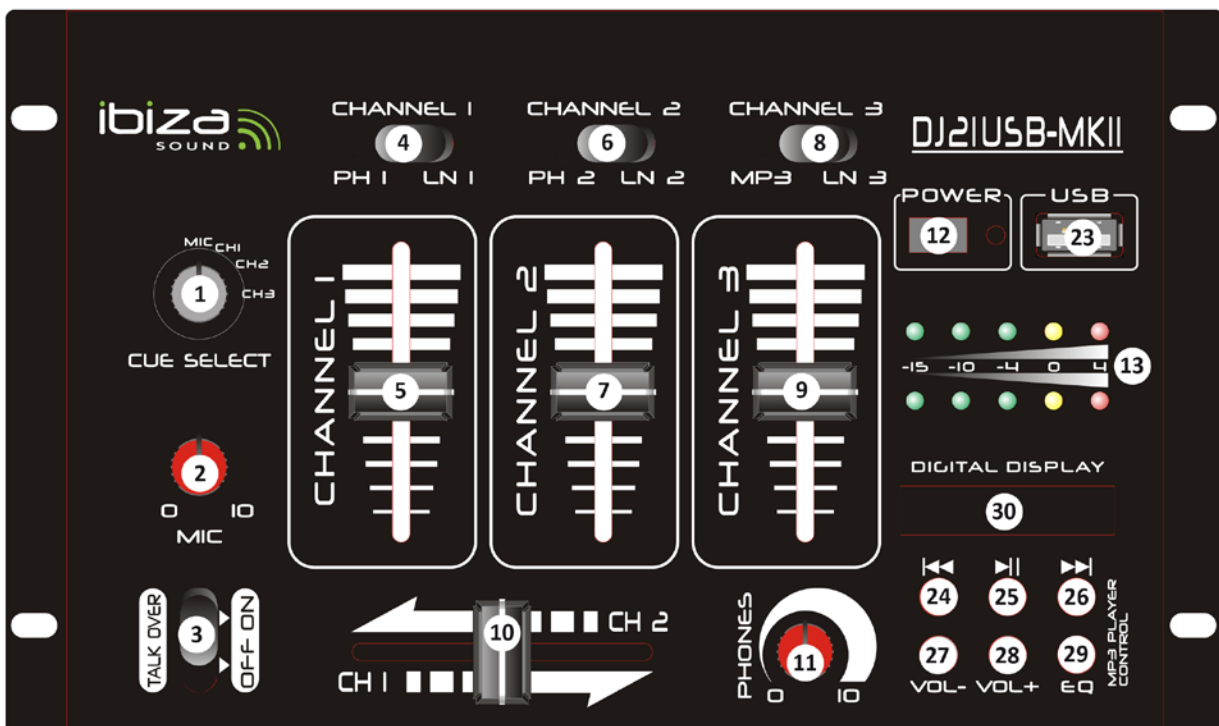 ibiza
SOUND
CHANNEL 1
4
PH 1 LN 1
CHANNEL 2
6
PH 2 LN 2
CHANNEL 3
8
MP3 LN 3
DJ21USB-MKII
POWER
12
USB
23
MIC
CH1
CH2
CH3
1
CUE SELECT
2
0 10
MIC
TALK OVER
3
OFF ON
CHANNEL 1
5
CHANNEL 2
7
CHANNEL 3
9
-15 -10 -4 0 4
13
DIGITAL DISPLAY
30
24 25 26
27 28 29
VOL- VOL+ EQ
MP3 PLAYER
CONTROL
CH 2
10
CH 1
PHONES
11
0 10